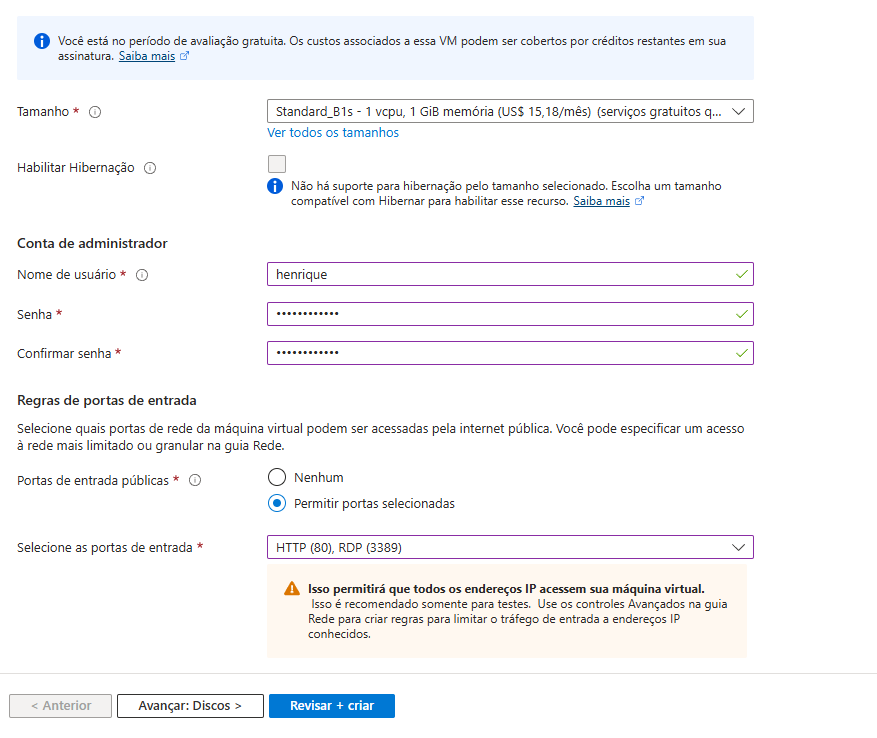 Você está no período de avaliação gratuita. Os custos associados a essa VM podem ser cobertos por créditos restantes em sua
assinatura. Saiba mais
Tamanho *
Standard_B1s - 1 vcpu, 1 GiB memória (US$ 15,18/mês) (serviços gratuitos q...
Ver todos os tamanhos
Habilitar Hibernação
Não há suporte para hibernação pelo tamanho selecionado. Escolha um tamanho
compatível com Hibernar para habilitar esse recurso. Saiba mais
Conta de administrador
Nome de usuário *
henrique
Senha *
••••••••••••
Confirmar senha *
••••••••••••
Regras de portas de entrada
Selecione quais portas de rede da máquina virtual podem ser acessadas pela internet pública. Você pode especificar um acesso
à rede mais limitado ou granular na guia Rede.
Portas de entrada públicas *
Nenhum
Permitir portas selecionadas
Selecione as portas de entrada *
HTTP (80), RDP (3389)
Isso permitirá que todos os endereços IP acessem sua máquina virtual.
Isso é recomendado somente para testes. Use os controles Avançados na guia
Rede para criar regras para limitar o tráfego de entrada a endereços IP
conhecidos.
< Anterior
Avançar: Discos >
Revisar + criar